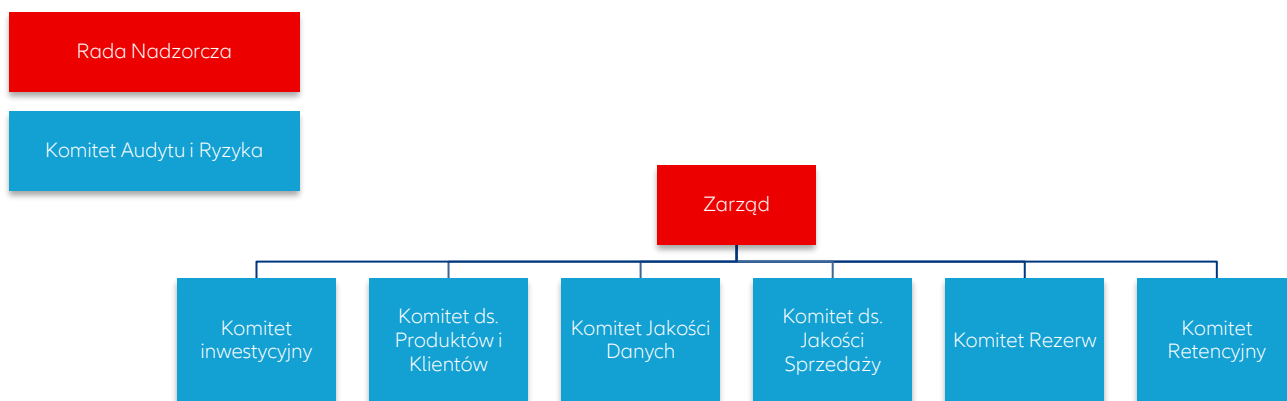 Rada Nadzorcza
Komitet Audytu i Ryzyka
Zarząd
Komitet
inwestycyjny
Komitet ds.
Produktów i
Klientów
Komitet Jakości
Danych
Komitet ds.
Jakości
Sprzedaży
Komitet Rezerw
Komitet
Retencyjny